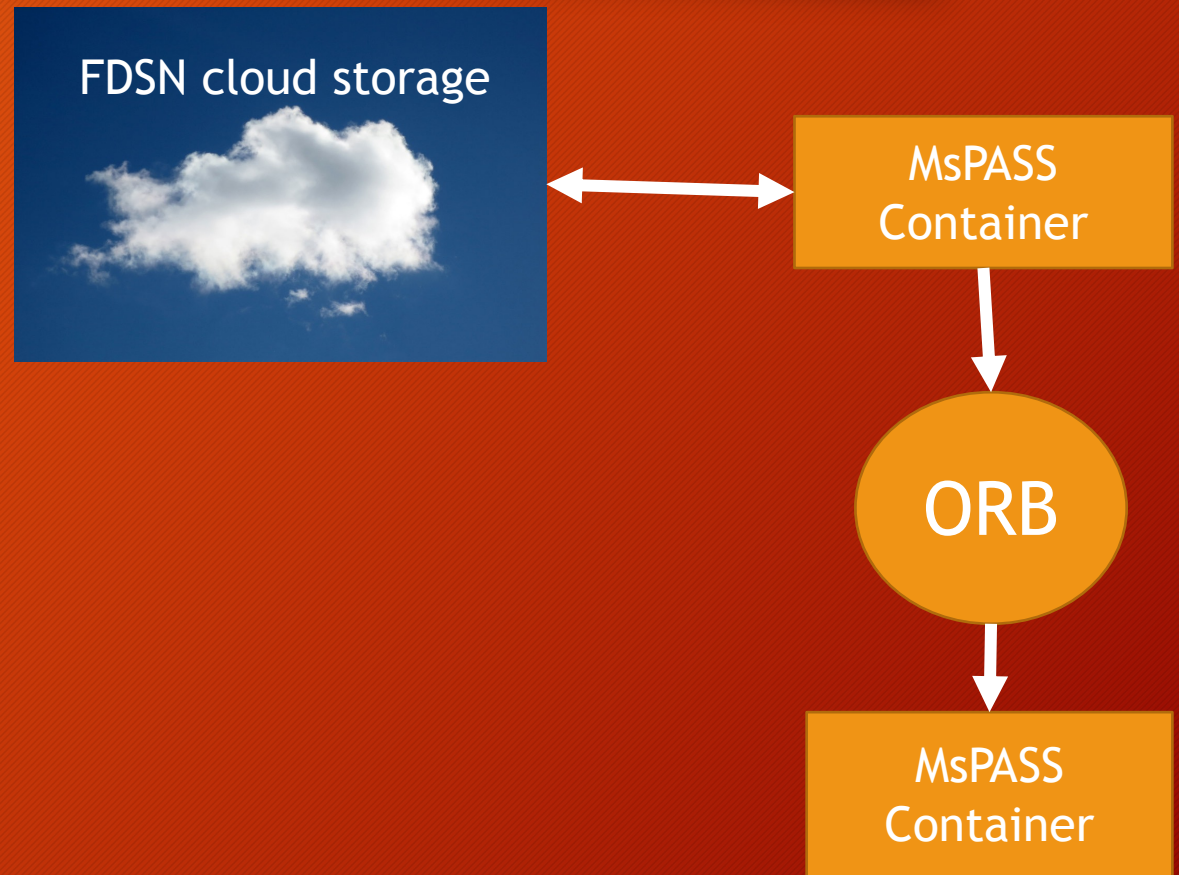 FDSN cloud storage
MsPASS
Container
ORB
MsPASS
Container